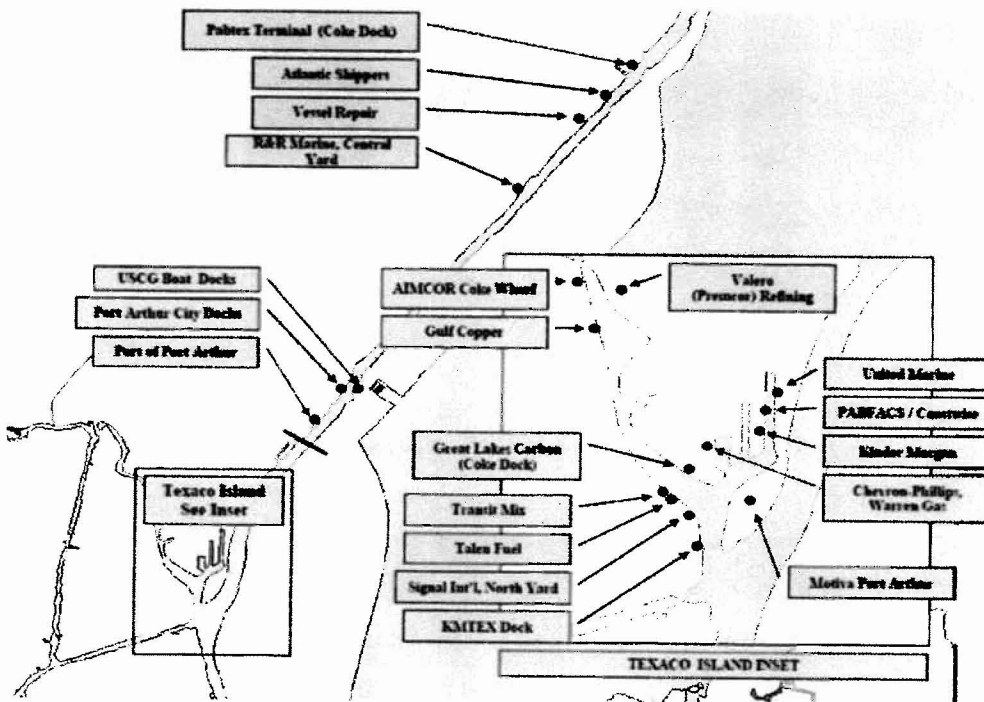 Pabtex Terminal (Coke Dock)
Atlantic Shippers
Vessel Repair
R&R Marine, Central
Yard
USCG Boat Docks
Port Arthur City Docks
Port of Port Arthur
Texaco Island
See Inset
AIMCOR Coke Wharf
Gulf Copper
Valero
(Premcor) Refining
United Marine
PABFACS /
Kinder Morgan
Chevron-Phillips,
Warren Gas
Motiva Port Arthur
Great Lakes Carbon
(Coke Dock)
Transit Mix
Talen Fuel
Signal Int'l, North Yard
KMTEX Dock
TEXACO ISLAND INSET